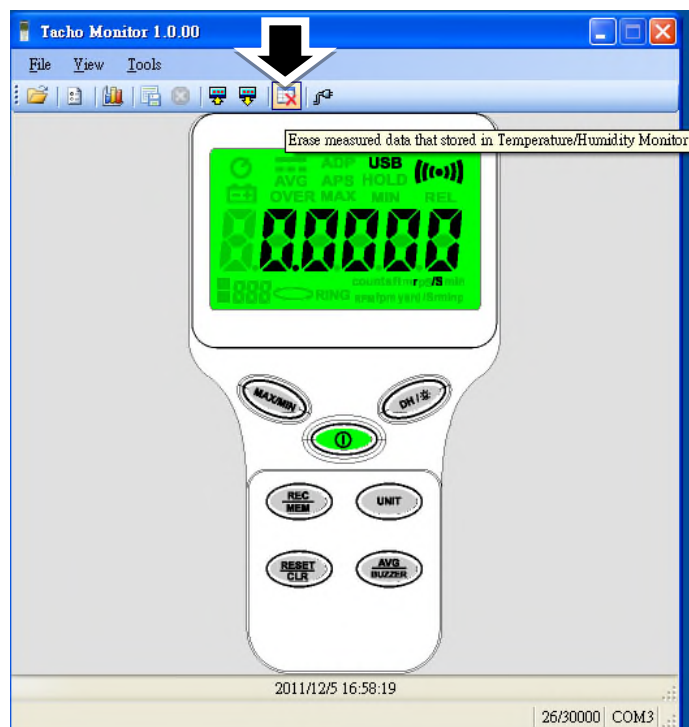 Tacho Monitor 1.0.00
File View Tools
Erase measured data that stored in Temperature/Humidity Monitor
ADP USB
AVG APS HOLD
OVER MAX MIN REL
0.0000
RING
MAX/MIN
DH /
REC
MEM
UNIT
RESET
CLR
AVG
BUZZER
2011/12/5 16:58:19
26/30000 COM3